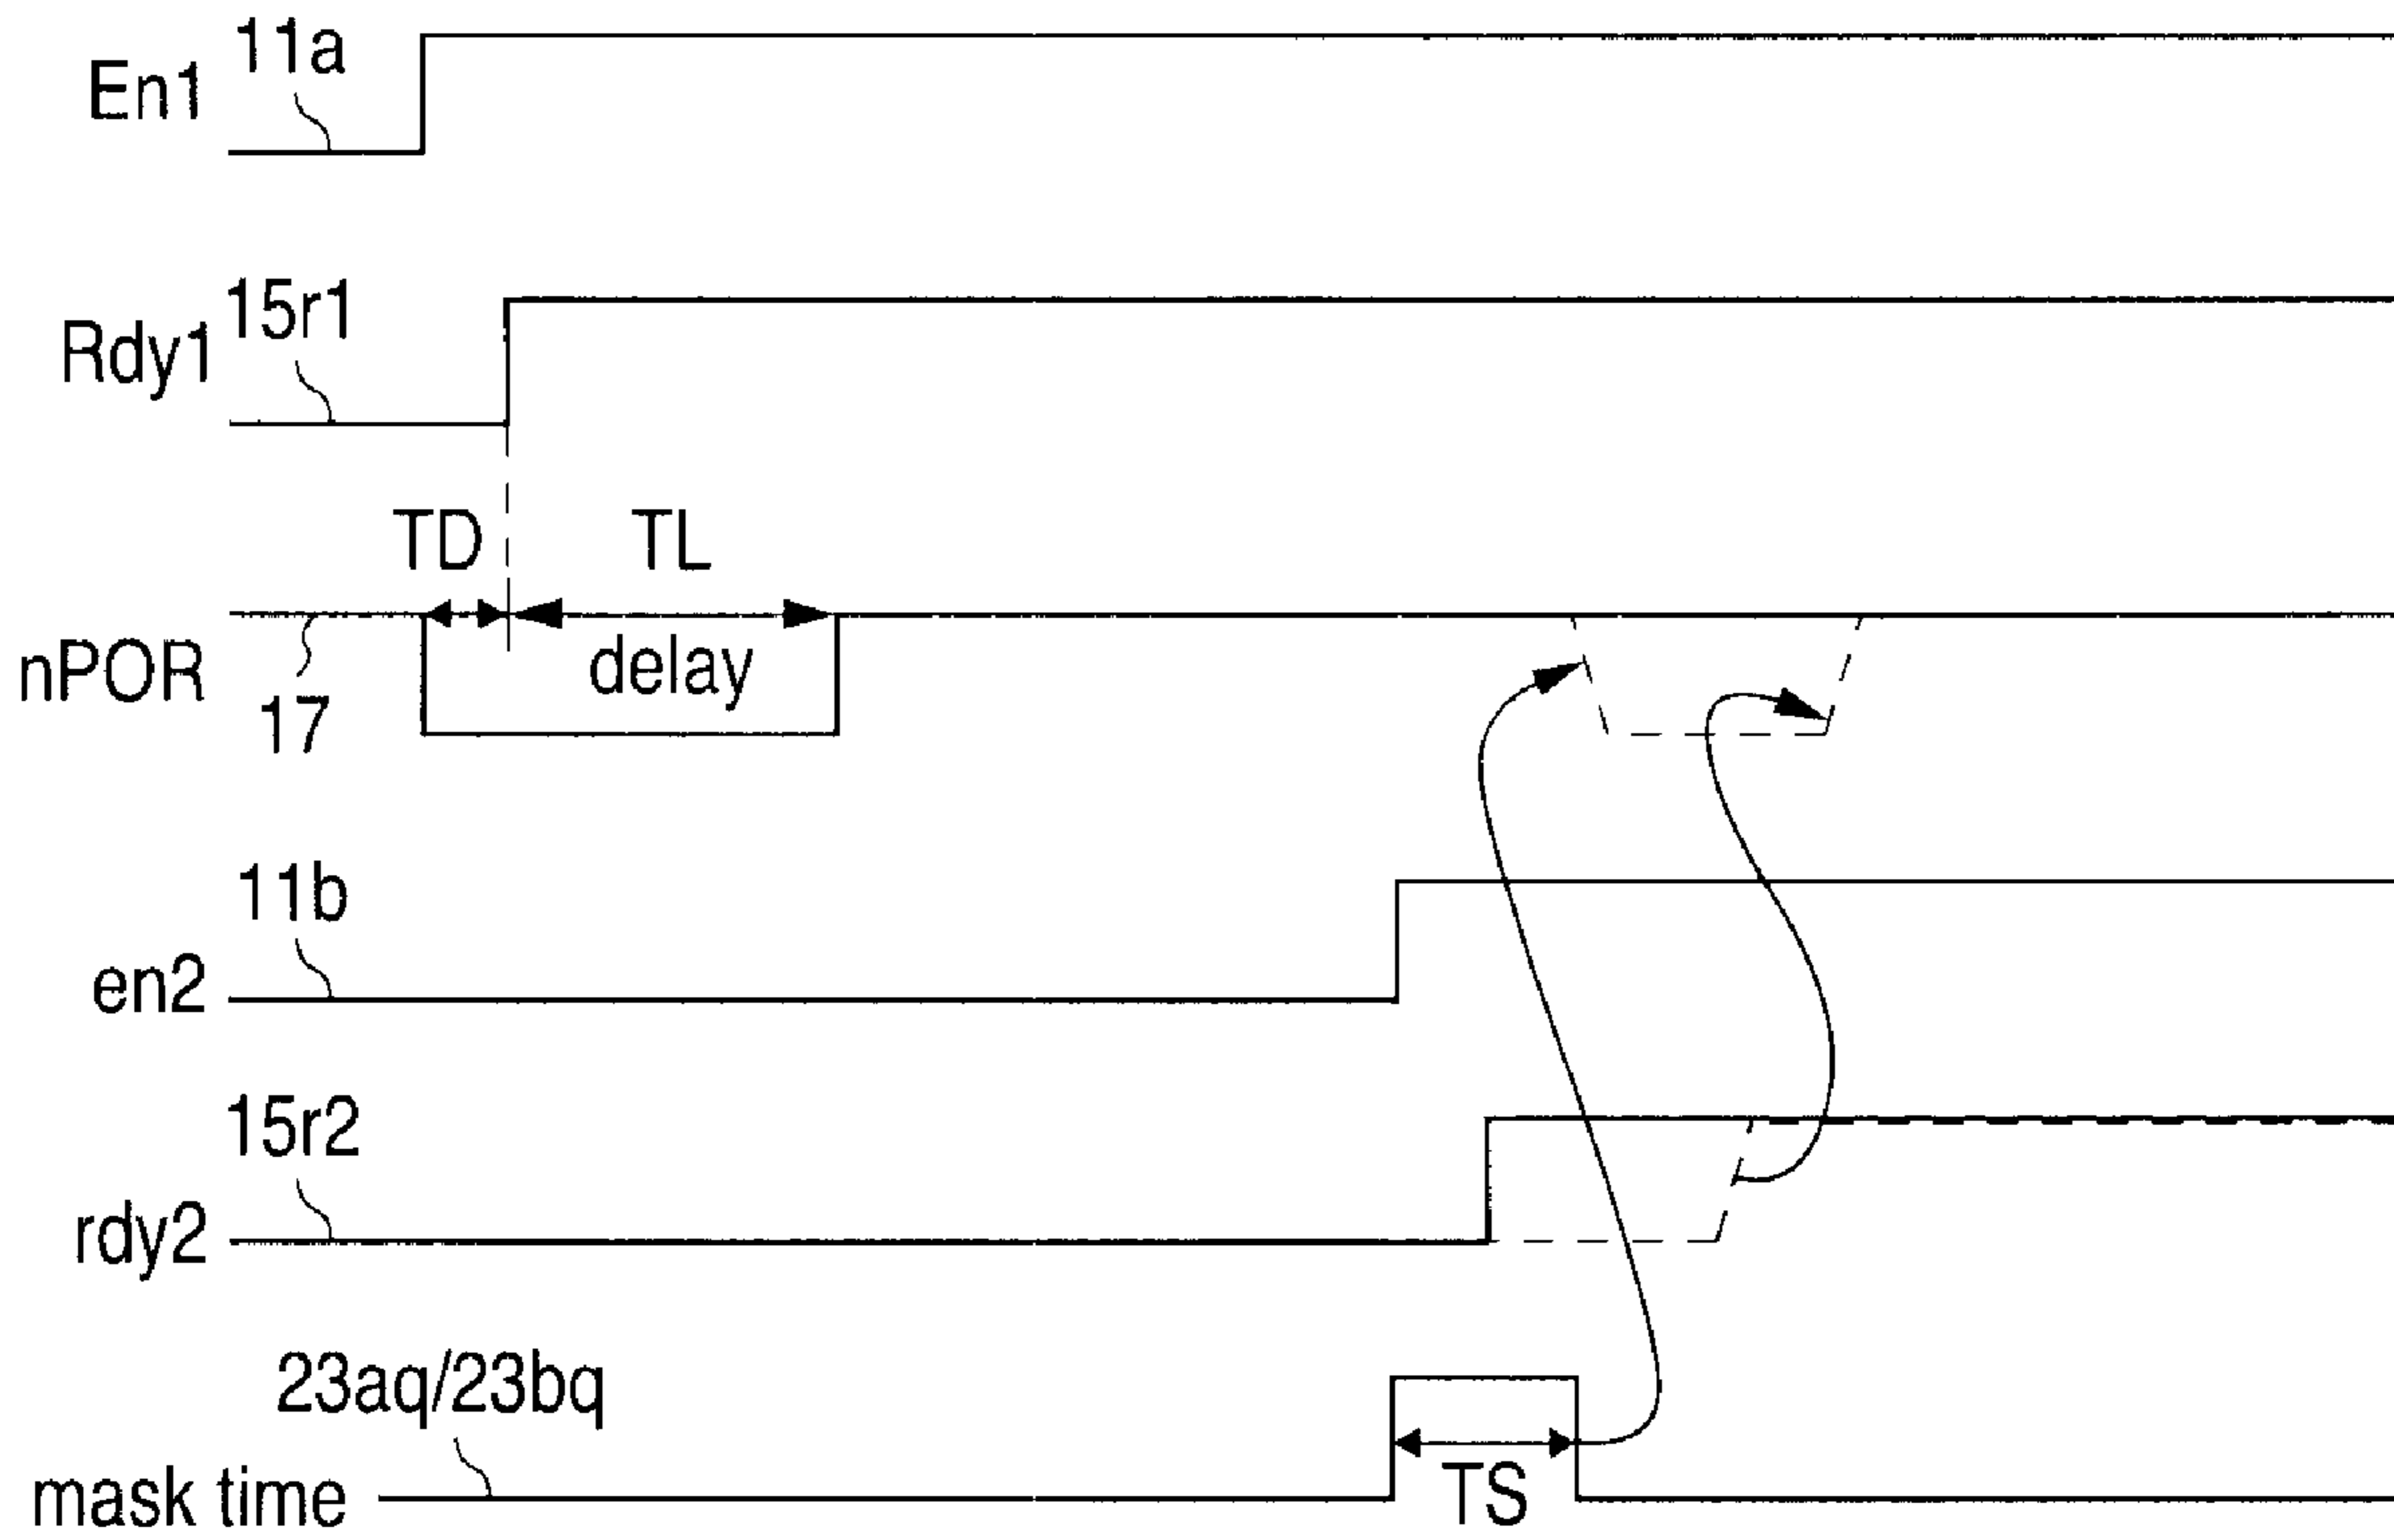 11a
En1
15r1
Rdy1
TD TL
delay
nPOR
17
11b
en2
15r2
rdy2
23aq/23bq
TS
mask time